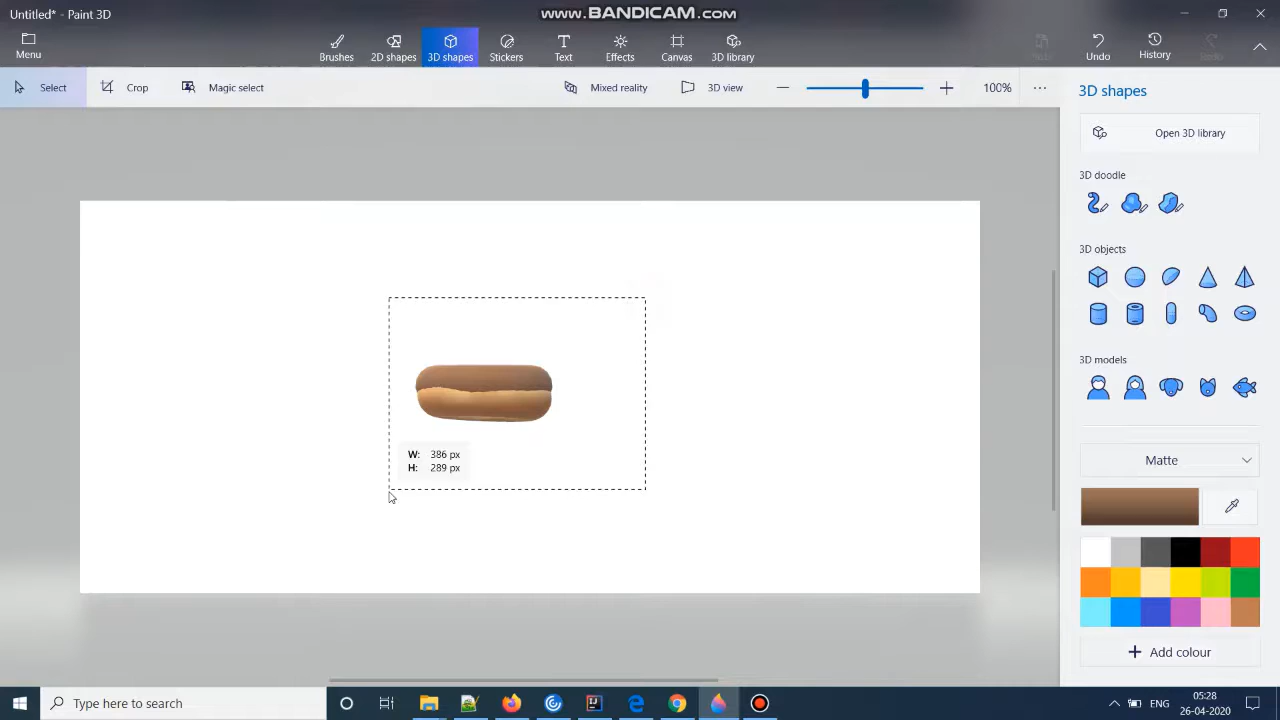 Untitled* - Paint 3D
www.BANDICAM.com
Menu
Brushes
2D shapes
3D shapes
Stickers
Text
Effects
Canvas
3D library
Undo
History
Select
Crop
Magic select
Mixed reality
3D view
100%
3D shapes
Open 3D library
3D doodle
3D objects
3D models
W: 386 px
H: 289 px
Matte
Add colour
Type here to search
ENG
05:28
26-04-2020